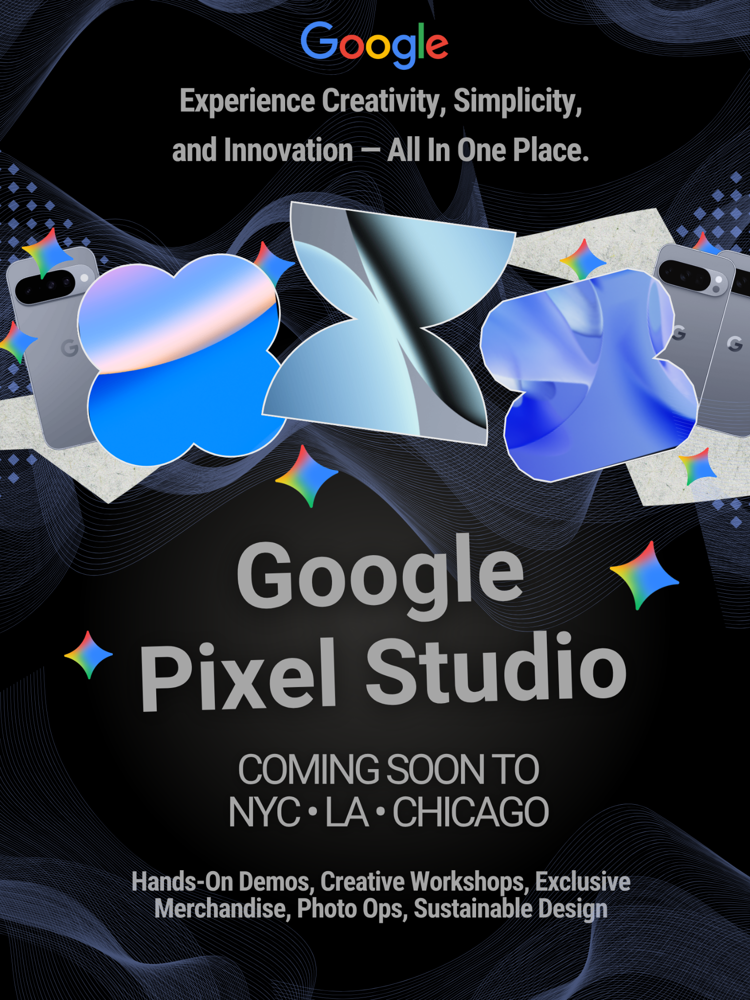 Google
Experience Creativity, Simplicity,
and Innovation — All In One Place.
G
G
G
Google
Pixel Studio
COMING SOON TO
NYC • LA • CHICAGO
Hands-On Demos, Creative Workshops, Exclusive
Merchandise, Photo Ops, Sustainable Design